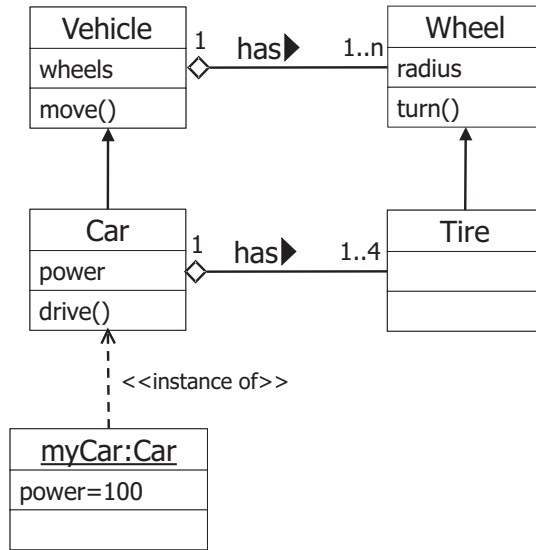 Vehicle
wheels
move()
1
has
1..n
Wheel
radius
turn()
Car
power
drive()
1
has
1..4
Tire
<<instance of>>
myCar:Car
power=100